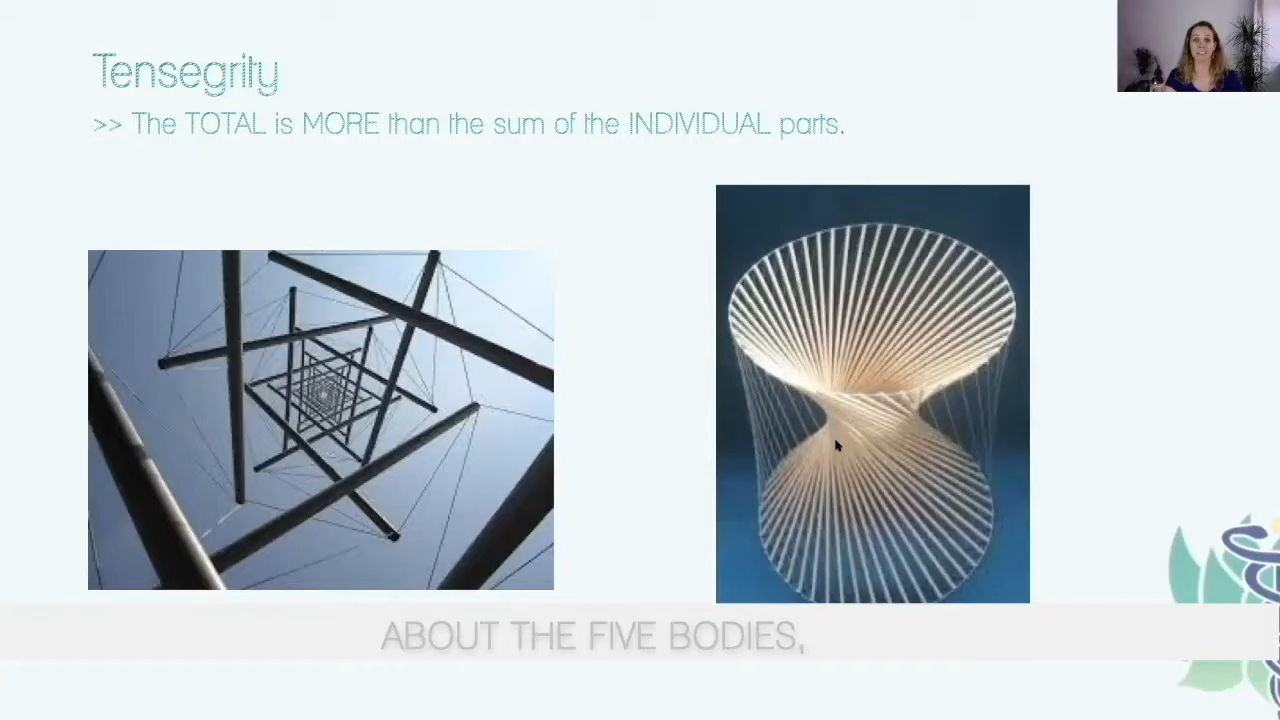 Tensegrity
>> The TOTAL is MORE than the sum of the INDIVIDUAL parts.
ABOUT THE FIVE BODIES,